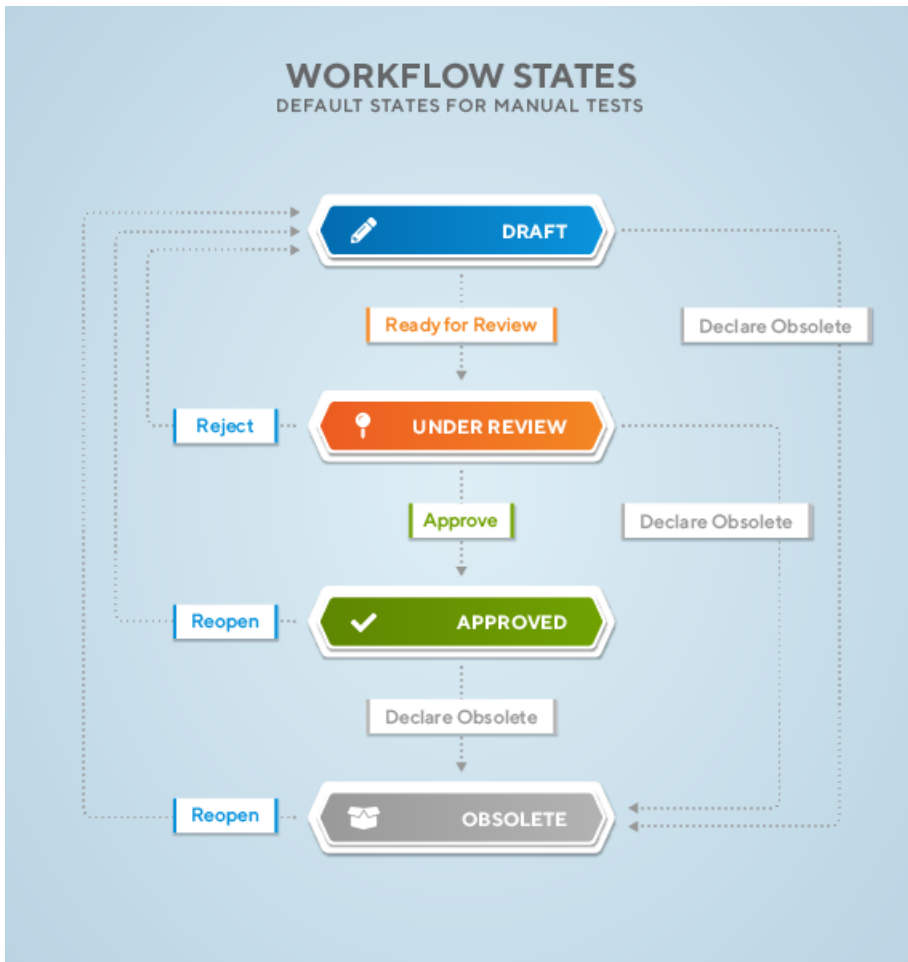 WORKFLOW STATES
DEFAULT STATES FOR MANUAL TESTS
DRAFT
Ready for Review
Declare Obsolete
Reject
UNDER REVIEW
Approve
Declare Obsolete
Reopen
APPROVED
Declare Obsolete
Reopen
OBSOLETE